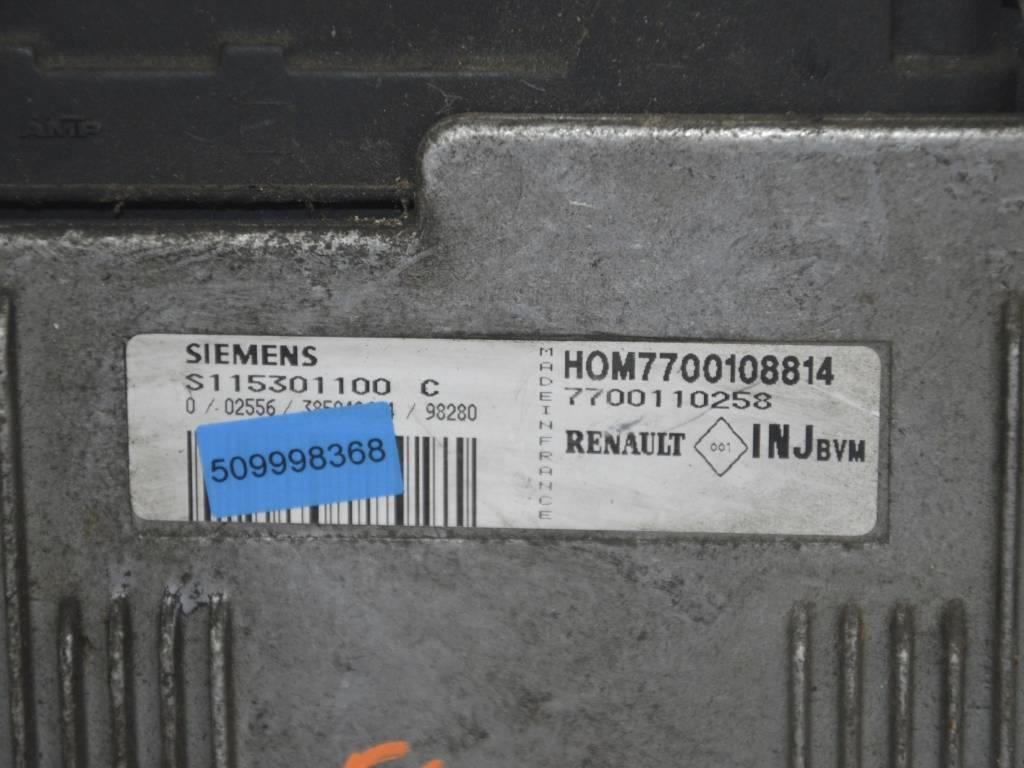 AMP
SIEMENS
S115301100 C
0 / 02556 / / 98280
509998368
MADE IN FRANCE
HOM7700108814
7700110258
RENAULT 001 INJ BVM